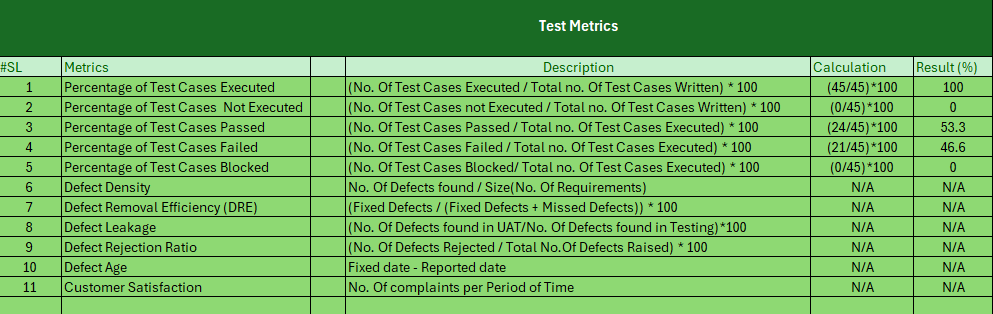 Test Metrics
#SL Metrics Description Calculation Result (%)
1 Percentage of Test Cases Executed (No. Of Test Cases Executed / Total no. Of Test Cases Written) * 100 (45/45)*100 100
2 Percentage of Test Cases  Not Executed (No. Of Test Cases not Executed / Total no. Of Test Cases Written) * 100 (0/45)*100 0
3 Percentage of Test Cases Passed (No. Of Test Cases Passed / Total no. Of Test Cases Executed) * 100 (24/45)*100 53.3
4 Percentage of Test Cases Failed (No. Of Test Cases Failed/ Total no. Of Test Cases Executed) * 100 (21/45)*100 46.6
5 Percentage of Test Cases Blocked (No. Of Test Cases Blocked/ Total no. Of Test Cases Executed) * 100 (0/45)*100 0
6 Defect Density No. Of Defects found / Size(No. Of Requirements) N/A N/A
7 Defect Removal Efficiency (DRE) (Fixed Defects / (Fixed Defects + Missed Defects)) * 100 N/A N/A
8 Defect Leakage (No. Of Defects found in UAT/No. Of Defects found in Testing)*100 N/A N/A
9 Defect Rejection Ratio (No. Of Defects Rejected / Total No.Of Defects Raised) * 100 N/A N/A
10 Defect Age Fixed date - Reported date N/A N/A
11 Customer Satisfaction No. Of complaints per Period of Time N/A N/A